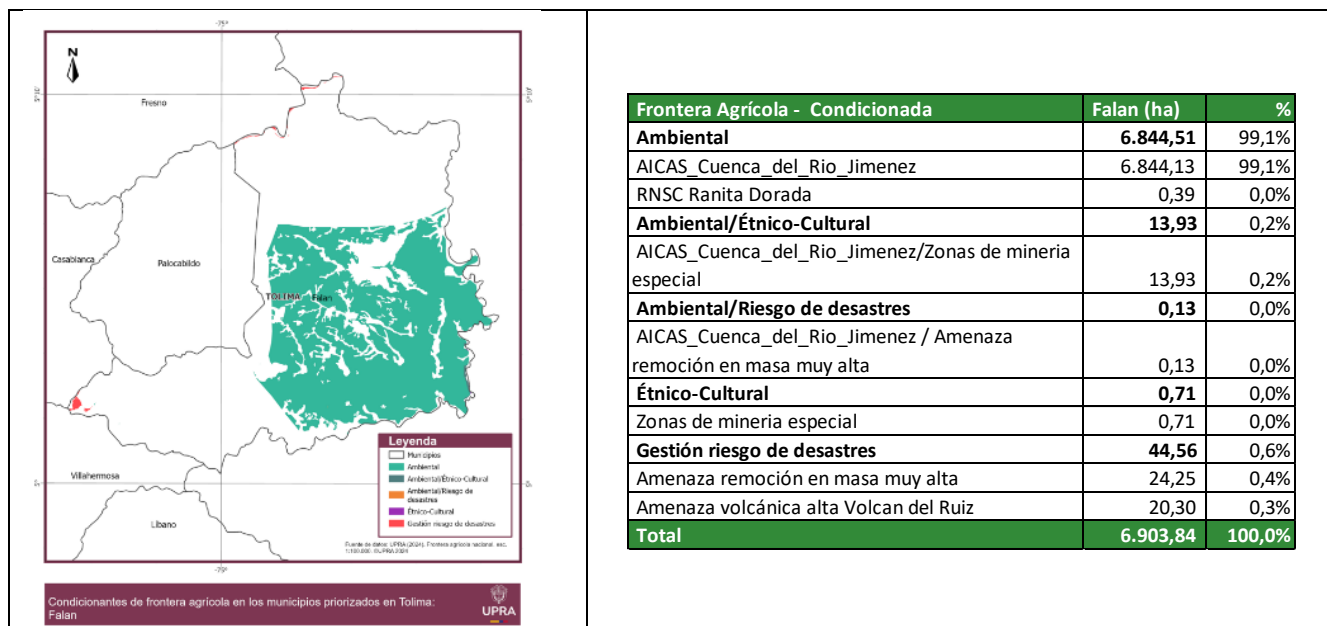 -75°
N
5°10'
5°10'
Fresno
Casabianca
Palocabildo
TOLIMA
Falan
Villahermosa
Líbano
5°
-75°
Leyenda
Municipios
Ambiental
Ambiental/Étnico-Cultural
Ambiental/Riesgo de
desastres
Étnico-Cultural
Gestión riesgo de desastres
Fuente de datos: UPRA (2024). Frontera agrícola nacional, esc.
1:100.000. ©UPRA 2024
Condicionantes de frontera agrícola en los municipios priorizados en Tolima:
Falan
UPRA
Frontera Agrícola - Condicionada Falan (ha) %
Ambiental 6.844,51 99,1%
AICAS_Cuenca_del_Rio_Jimenez 6.844,13 99,1%
RNSC Ranita Dorada 0,39 0,0%
Ambiental/Étnico-Cultural 13,93 0,2%
AICAS_Cuenca_del_Rio_Jimenez/Zonas de mineria
especial 13,93 0,2%
Ambiental/Riesgo de desastres 0,13 0,0%
AICAS_Cuenca_del_Rio_Jimenez / Amenaza
remoción en masa muy alta 0,13 0,0%
Étnico-Cultural 0,71 0,0%
Zonas de mineria especial 0,71 0,0%
Gestión riesgo de desastres 44,56 0,6%
Amenaza remoción en masa muy alta 24,25 0,4%
Amenaza volcánica alta Volcan del Ruiz 20,30 0,3%
Total 6.903,84 100,0%